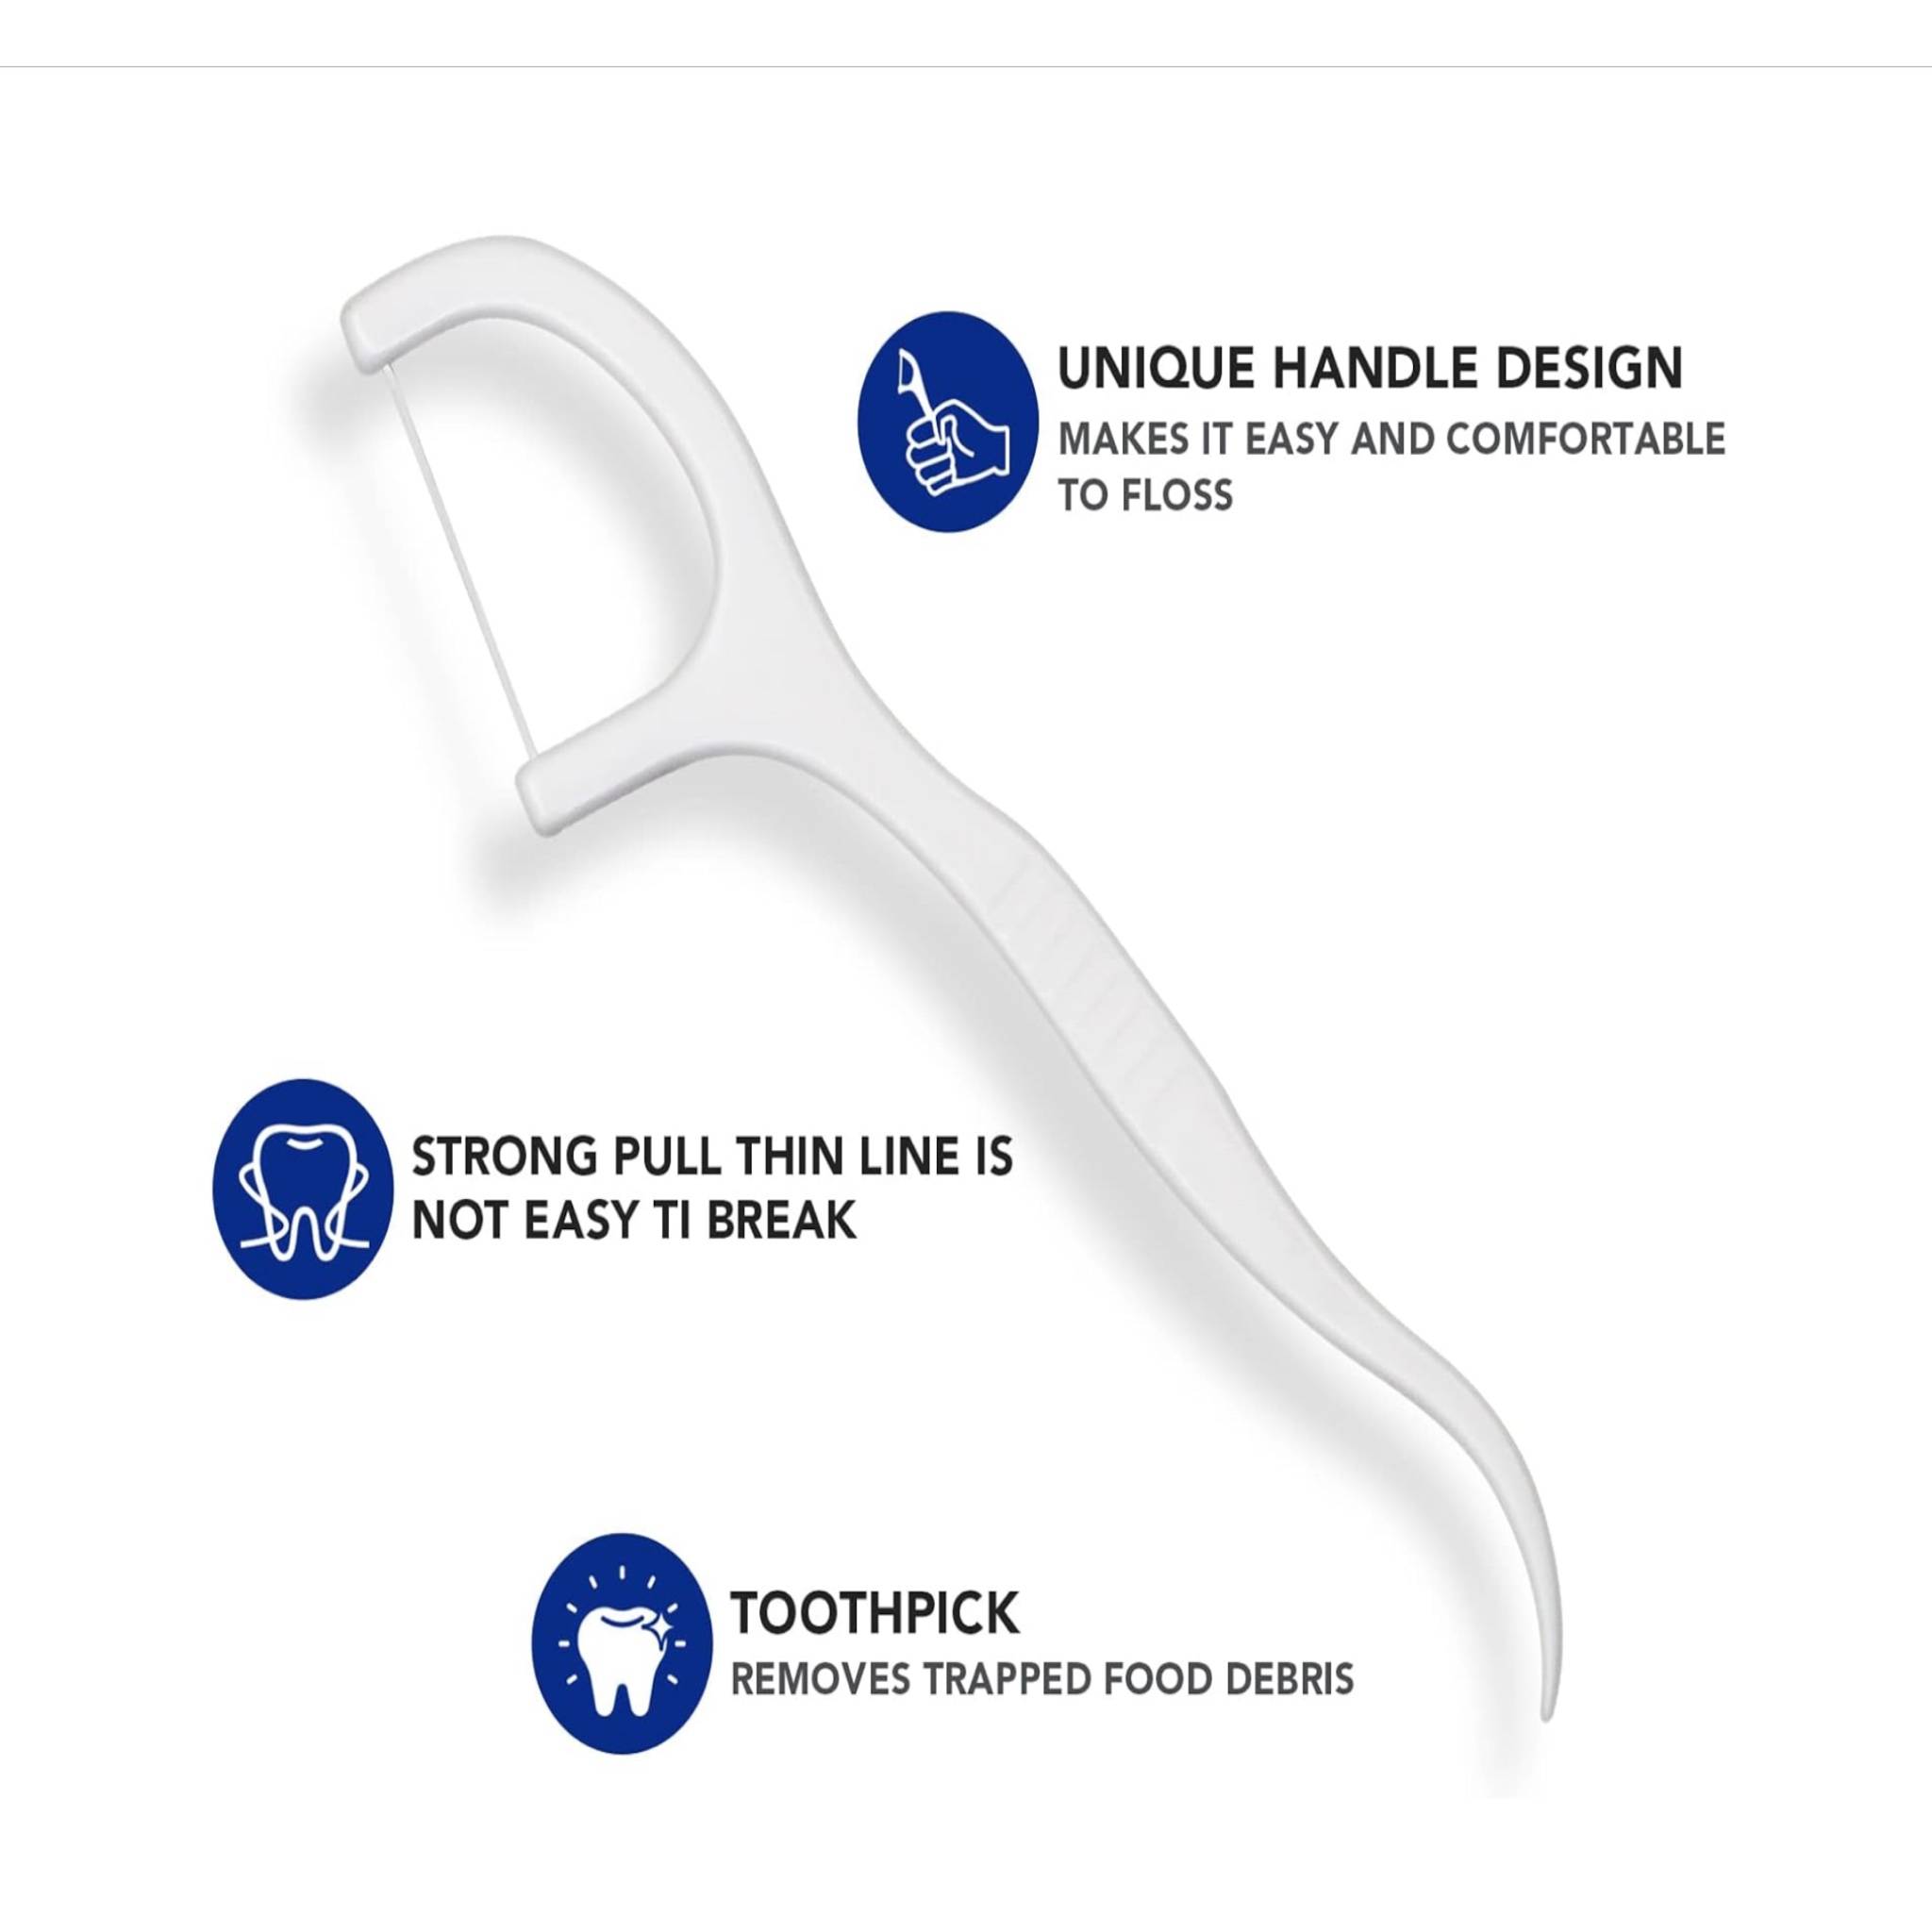 UNIQUE HANDLE DESIGN
MAKES IT EASY AND COMFORTABLE
TO FLOSS
STRONG PULL THIN LINE IS
NOT EASY TI BREAK
TOOTHPICK
REMOVES TRAPPED FOOD DEBRIS